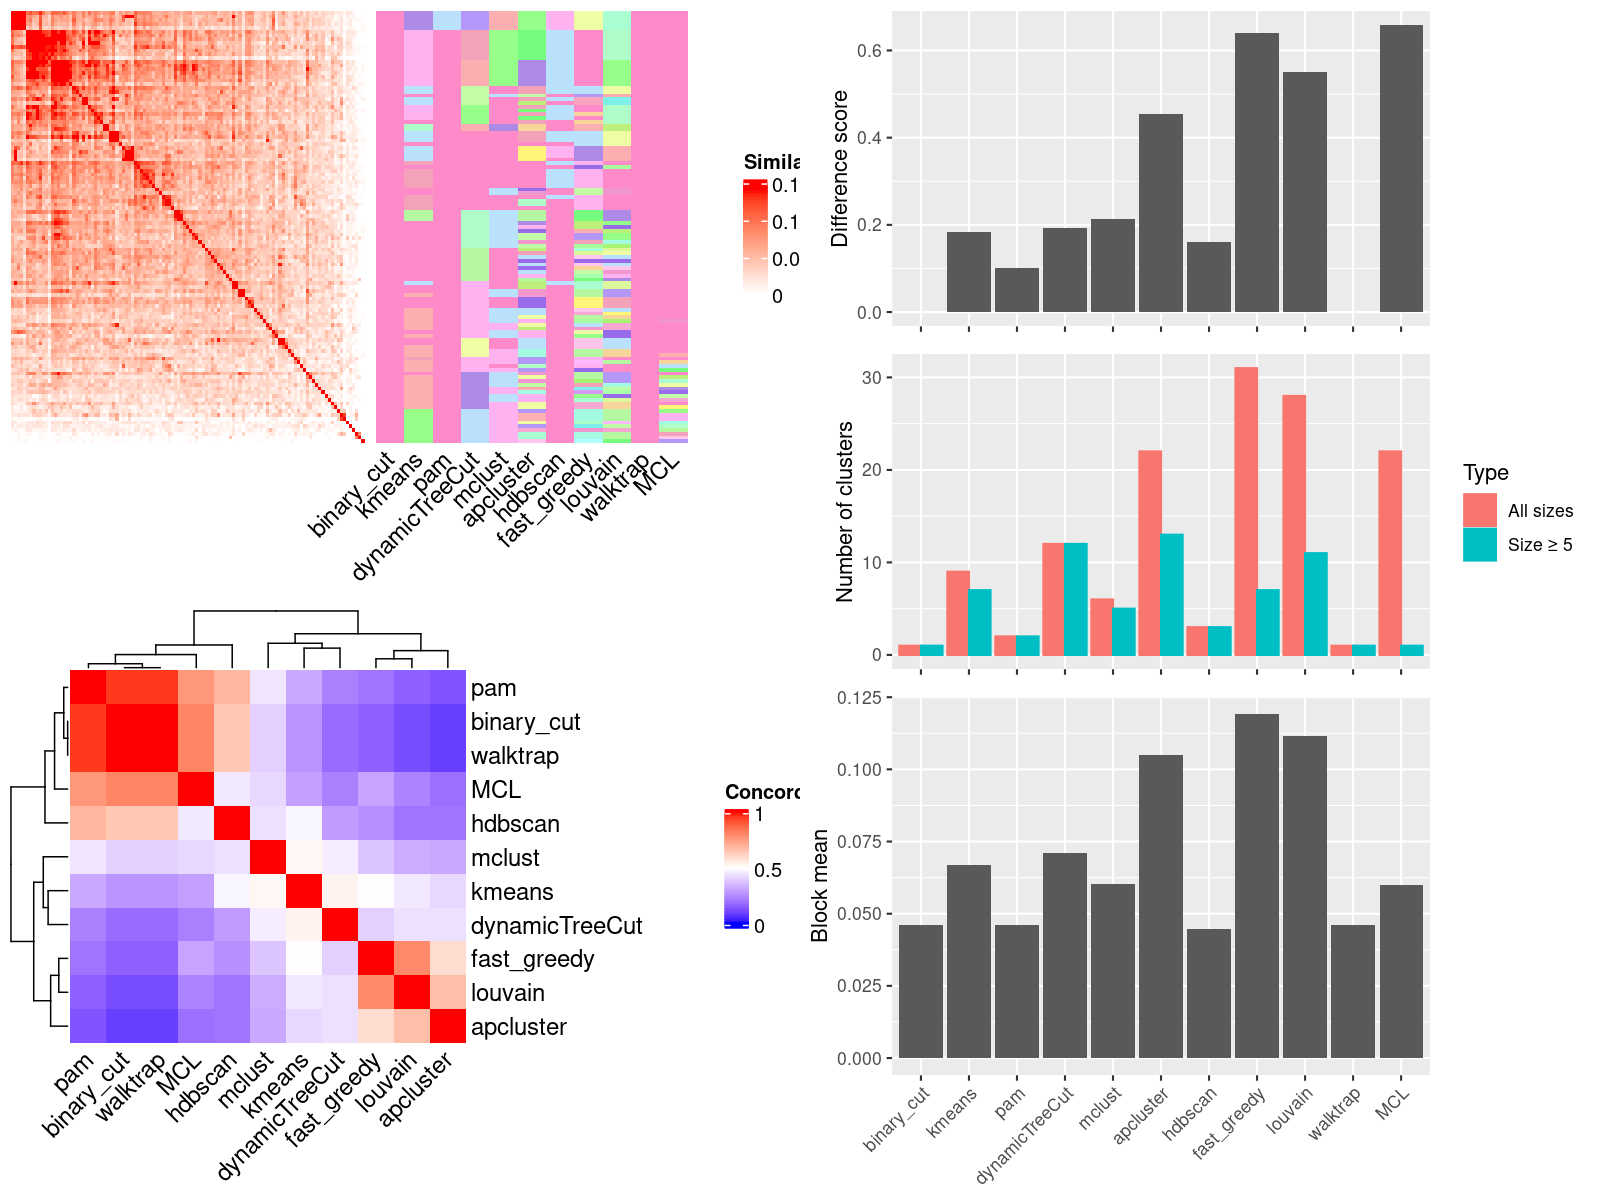 Simila
0.1
0.1
0.0
0
binary_cut
kmeans
pam
dynamicTreeCut
mclust
apcluster
hdbscan
fast_greedy
louvain
walktrap
MCL
pam
binary_cut
walktrap
MCL
hdbscan
mclust
kmeans
dynamicTreeCut
fast_greedy
louvain
apcluster
pam
binary_cut
walktrap
MCL
hdbscan
mclust
kmeans
dynamicTreeCut
fast_greedy
louvain
apcluster
Concord
1
0.5
0
Difference score
0.6
0.4
0.2
0.0
Number of clusters
30
20
10
0
Type
All sizes
Size ≥ 5
Block mean
0.125
0.100
0.075
0.050
0.025
0.000
binary_cut
kmeans
pam
dynamicTreeCut
mclust
apcluster
hdbscan
fast_greedy
louvain
walktrap
MCL